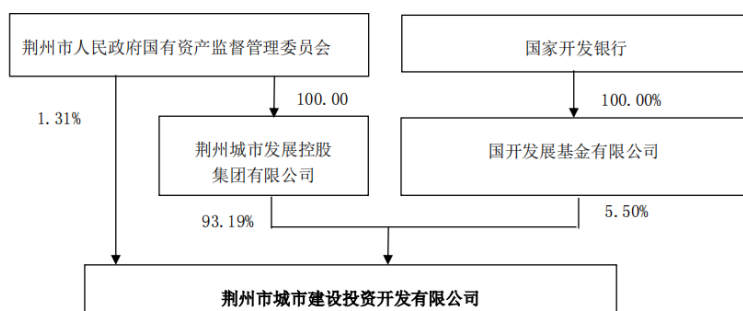 荆州市人民政府国有资产监督管理委员会
国家开发银行
1.31%
100.00
100.00%
荆州城市发展控股
集团有限公司
国开发展基金有限公司
93.19%
5.50%
荆州市城市建设投资开发有限公司